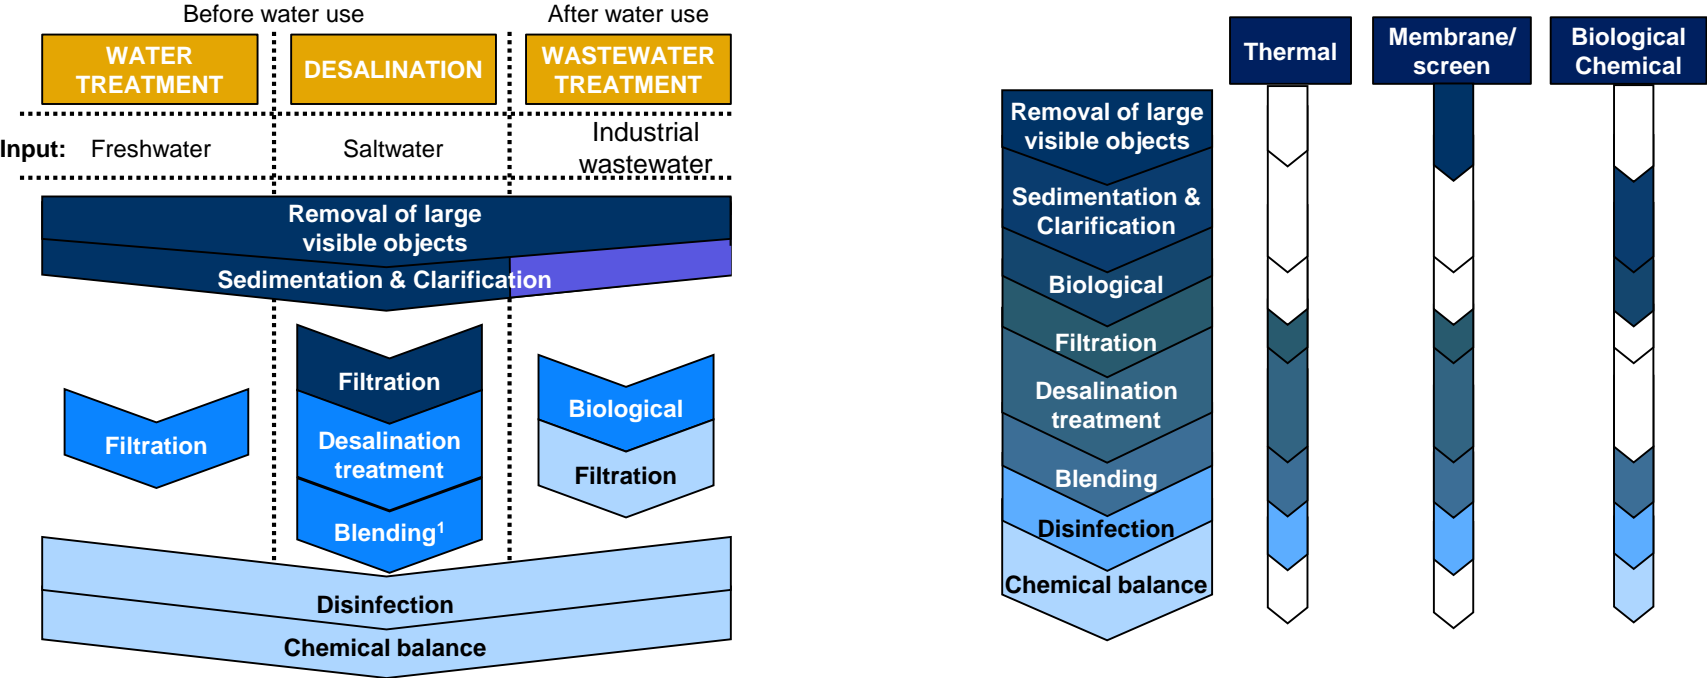 Before water use
After water use
WATER
TREATMENT
DESALINATION
WASTEWATER
TREATMENT
Input:
Freshwater
Saltwater
Industrial
wastewater
Removal of large
visible objects
Sedimentation & Clarification
Filtration
Filtration
Desalination
treatment
Blending¹
Biological
Filtration
Disinfection
Chemical balance
Thermal
Membrane/
screen
Biological
Chemical
Removal of large
visible objects
Sedimentation &
Clarification
Biological
Filtration
Desalination
treatment
Blending
Disinfection
Chemical balance